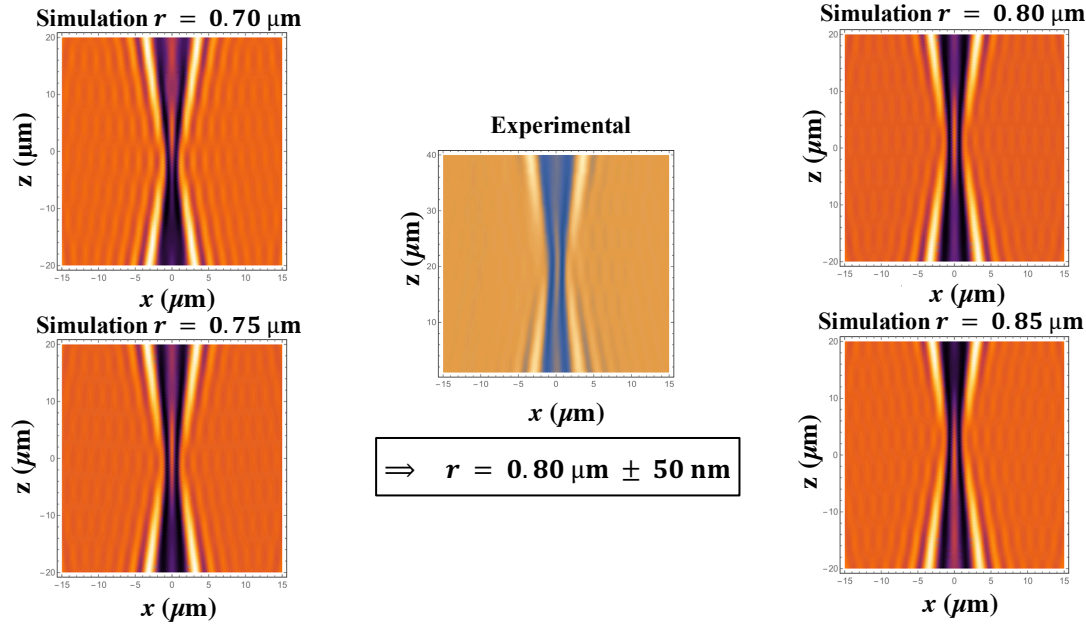 Simulation r = 0.70 μm
20
10
0
−10
−20
z (μm)
−15 −10 −5 0 5 10 15
x (μm)
Simulation r = 0.75 μm
20
10
0
−10
−20
z (μm)
−15 −10 −5 0 5 10 15
x (μm)
Experimental
40
30
20
10
z (μm)
−15 −10 −5 0 5 10 15
x (μm)
⟹ r = 0.80 μm ± 50 nm
Simulation r = 0.80 μm
20
10
0
−10
−20
z (μm)
−15 −10 −5 0 5 10 15
x (μm)
Simulation r = 0.85 μm
20
10
0
−10
−20
z (μm)
−15 −10 −5 0 5 10 15
x (μm)